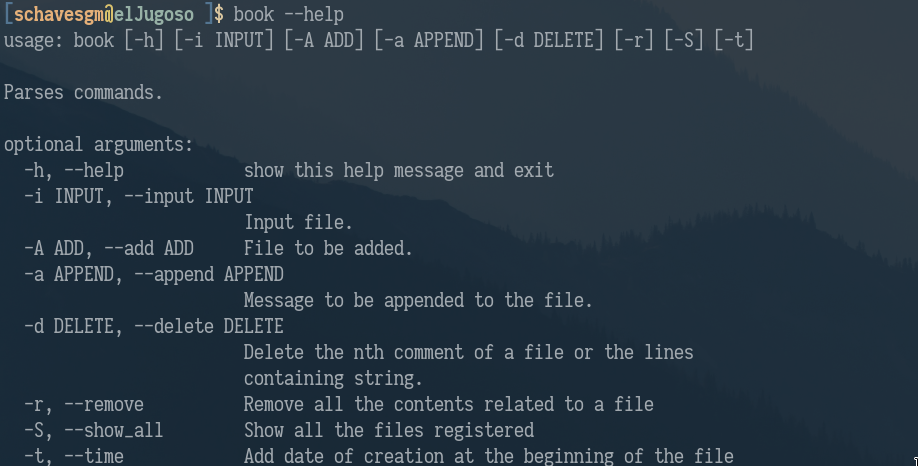 [schavesgm@elJugoso ]$ book --help
usage: book [-h] [-i INPUT] [-A ADD] [-a APPEND] [-d DELETE] [-r] [-S] [-t]
Parses commands.
optional arguments:
-h, --help show this help message and exit
-i INPUT, --input INPUT
Input file.
-A ADD, --add ADD File to be added.
-a APPEND, --append APPEND
Message to be appended to the file.
-d DELETE, --delete DELETE
Delete the nth comment of a file or the lines
containing string.
-r, --remove Remove all the contents related to a file
-S, --show_all Show all the files registered
-t, --time Add date of creation at the beginning of the file